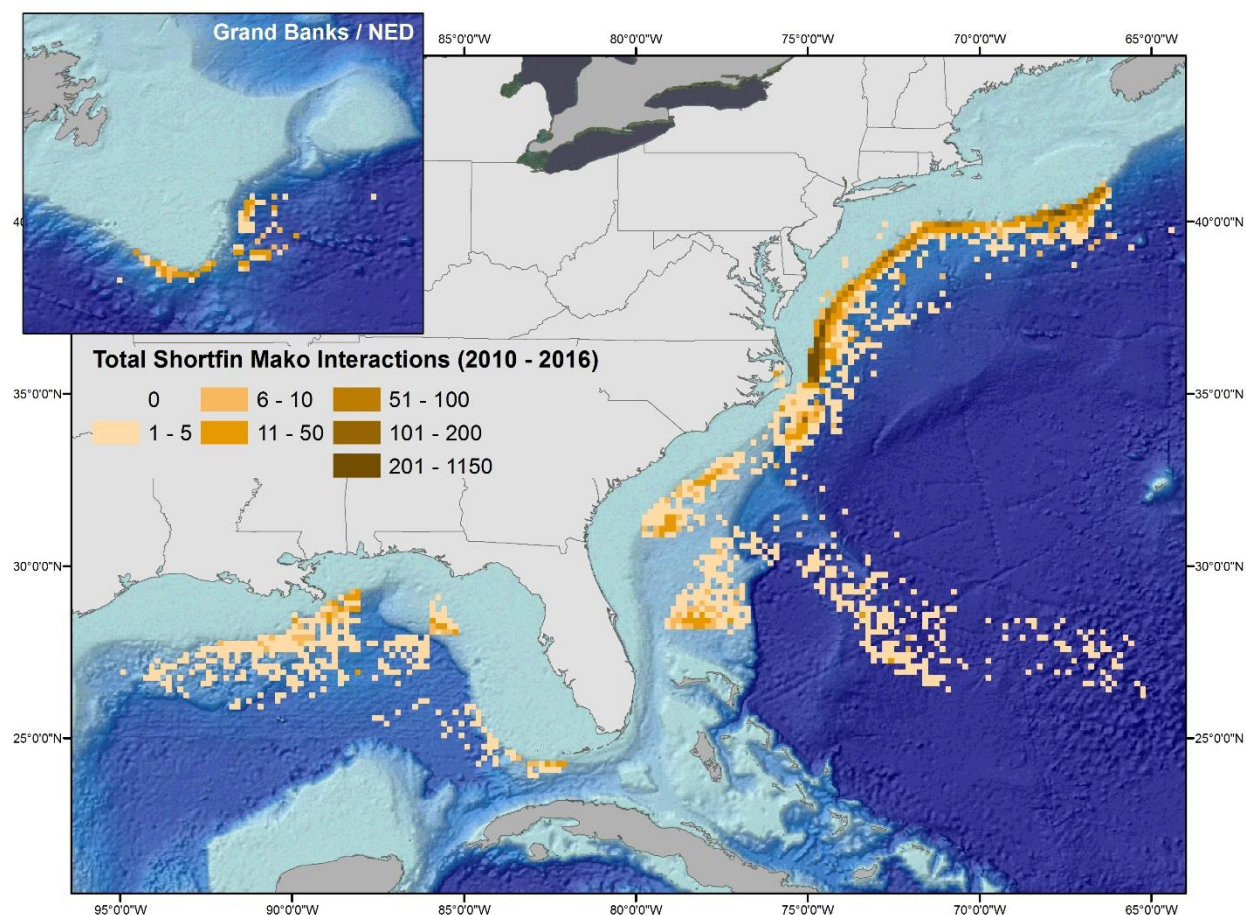 Grand Banks / NED
85°0'0"W 80°0'0"W 75°0'0"W 70°0'0"W 65°0'0"W
40°0'0"N
Total Shortfin Mako Interactions (2010 - 2016)
35°0'0"N 0 6 - 10 51 - 100 35°0'0"N
1 - 5 11 - 50 101 - 200
201 - 1150
30°0'0"N 30°0'0"N
25°0'0"N 25°0'0"N
95°0'0"W 90°0'0"W 85°0'0"W 80°0'0"W 75°0'0"W 70°0'0"W 65°0'0"W